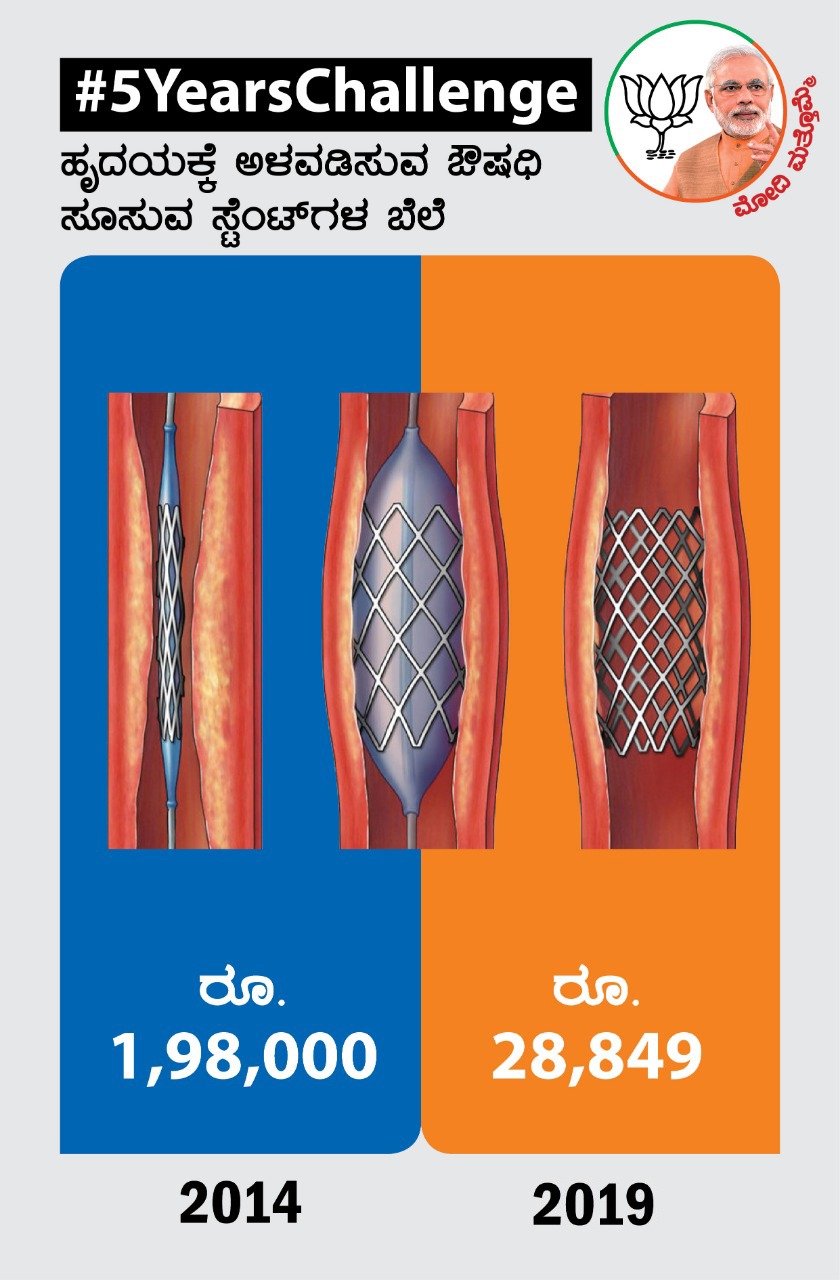 #5YearsChallenge
ಹೃದಯಕ್ಕೆ ಅಳವಡಿಸುವ ಔಷಧಿ
ಸೂಸುವ ಸ್ಟೆಂಟ್‌ಗಳ ಬೆಲೆ
ಮೋದಿ ಮತ್ತೊಮ್ಮೆ
ರೂ.
1,98,000
ರೂ.
28,849
2014
2019